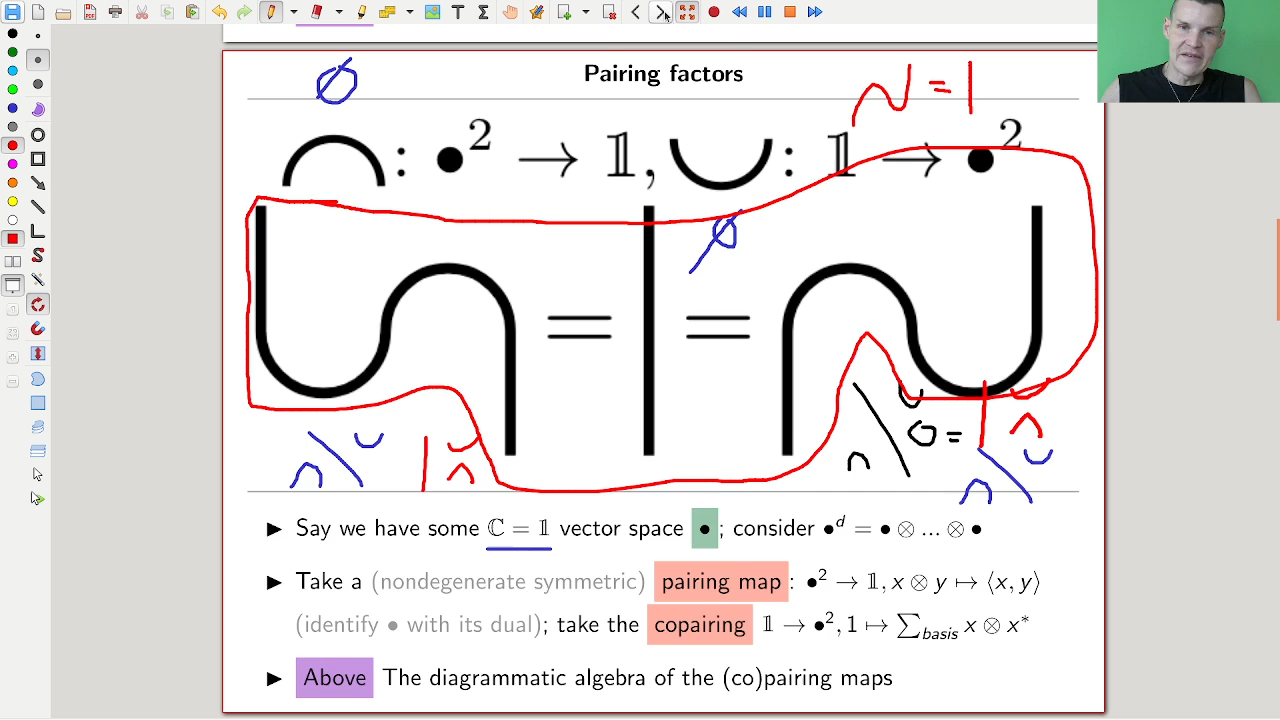 Pairing factors
∅
N = 1
: •² → 𝟙, : 𝟙 → •²
= =
► Say we have some ℂ = 𝟙 vector space • ; consider •ᵈ = • ⊗ ... ⊗ •
► Take a (nondegenerate symmetric) pairing map : •² → 𝟙, x ⊗ y ↦ ⟨x, y⟩
(identify • with its dual); take the copairing 𝟙 → •², 1 ↦ ∑_basis x ⊗ x*
► Above The diagrammatic algebra of the (co)pairing maps